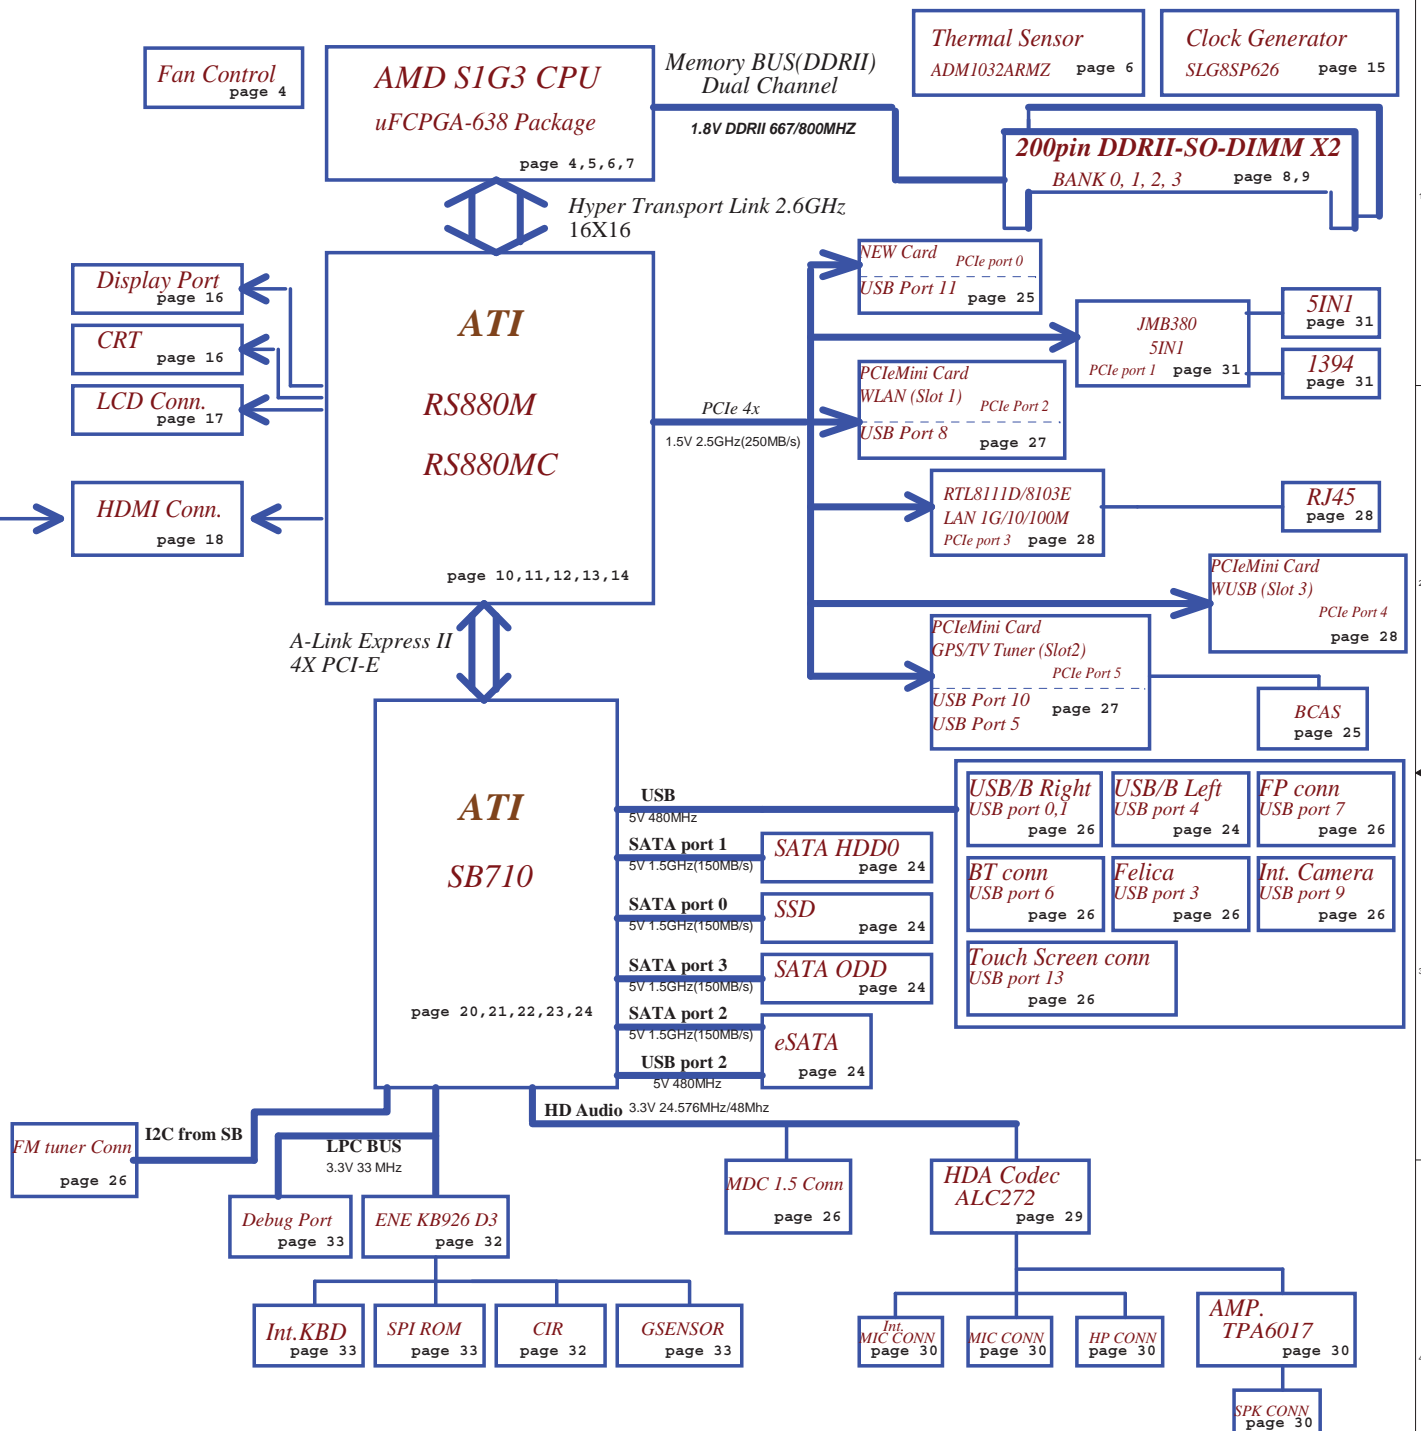 Fan Control
page 4
AMD S1G3 CPU
uFCPGA-638 Package
page 4,5,6,7
Memory BUS(DDRII)
Dual Channel
1.8V DDRII 667/800MHZ
Thermal Sensor
ADM1032ARMZ page 6
Clock Generator
SLG8SP626 page 15
200pin DDRII-SO-DIMM X2
BANK 0, 1, 2, 3 page 8,9
Hyper Transport Link 2.6GHz
16X16
Display Port
page 16
CRT
page 16
LCD Conn.
page 17
HDMI Conn.
page 18
ATI
RS880M
RS880MC
page 10,11,12,13,14
PCIe 4x
1.5V 2.5GHz(250MB/s)
NEW Card PCIe port 0
USB Port 11 page 25
JMB380
5IN1
PCIe port 1 page 31
5IN1
page 31
1394
page 31
PCIeMini Card
WLAN (Slot 1)
PCIe Port 2
USB Port 8
page 27
RTL8111D/8103E
LAN 1G/10/100M
PCIe port 3 page 28
RJ45
page 28
PCIeMini Card
WUSB (Slot 3)
PCIe Port 4
page 28
PCIeMini Card
GPS/TV Tuner (Slot2)
PCIe Port 5
USB Port 10
page 27
USB Port 5
BCAS
page 25
A-Link Express II
4X PCI-E
ATI
SB710
page 20,21,22,23,24
USB
5V 480MHz
SATA port 1
5V 1.5GHz(150MB/s)
SATA HDD0
page 24
SATA port 0
5V 1.5GHz(150MB/s)
SSD
page 24
SATA port 3
5V 1.5GHz(150MB/s)
SATA ODD
page 24
SATA port 2
5V 1.5GHz(150MB/s)
USB port 2
5V 480MHz
eSATA
page 24
USB/B Right
USB port 0,1
page 26
USB/B Left
USB port 4
page 24
FP conn
USB port 7
page 26
BT conn
USB port 6
page 26
Felica
USB port 3
page 26
Int. Camera
USB port 9
page 26
Touch Screen conn
USB port 13
page 26
HD Audio 3.3V 24.576MHz/48Mhz
I2C from SB
FM tuner Conn
page 26
LPC BUS
3.3V 33 MHz
Debug Port
page 33
ENE KB926 D3
page 32
MDC 1.5 Conn
page 26
HDA Codec
ALC272
page 29
Int.KBD
page 33
SPI ROM
page 33
CIR
page 32
GSENSOR
page 33
Int.
MIC CONN
page 30
MIC CONN
page 30
HP CONN
page 30
AMP.
TPA6017
page 30
SPK CONN
page 30